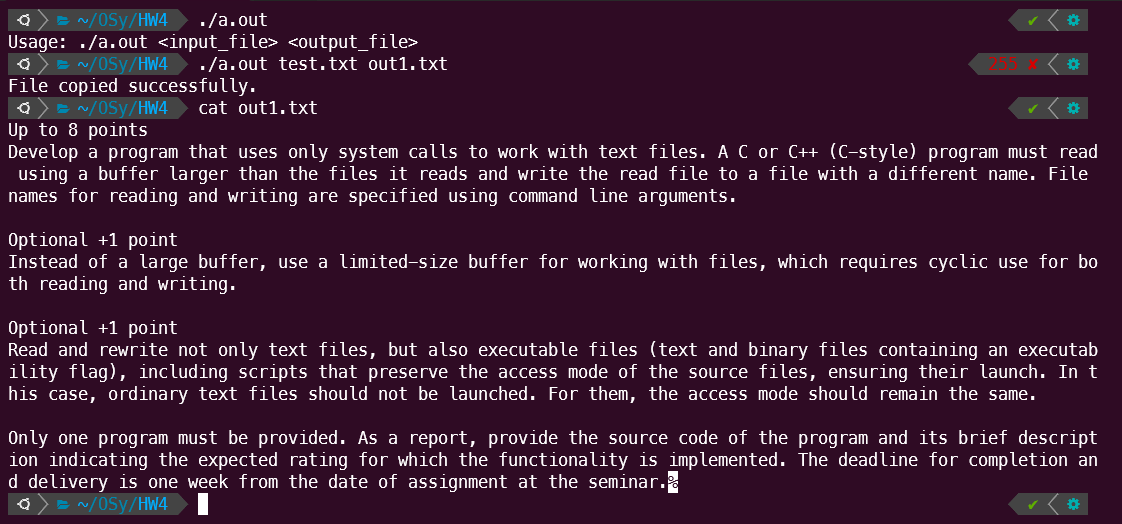 ~/OSy/HW4 ./a.out ✔
Usage: ./a.out <input_file> <output_file>
~/OSy/HW4 ./a.out test.txt out1.txt 255 ✘
File copied successfully.
~/OSy/HW4 cat out1.txt ✔
Up to 8 points
Develop a program that uses only system calls to work with text files. A C or C++ (C-style) program must read
using a buffer larger than the files it reads and write the read file to a file with a different name. File
names for reading and writing are specified using command line arguments.
Optional +1 point
Instead of a large buffer, use a limited-size buffer for working with files, which requires cyclic use for bo
th reading and writing.
Optional +1 point
Read and rewrite not only text files, but also executable files (text and binary files containing an executab
ility flag), including scripts that preserve the access mode of the source files, ensuring their launch. In t
his case, ordinary text files should not be launched. For them, the access mode should remain the same.
Only one program must be provided. As a report, provide the source code of the program and its brief descript
ion indicating the expected rating for which the functionality is implemented. The deadline for completion an
d delivery is one week from the date of assignment at the seminar.%
~/OSy/HW4 ✔